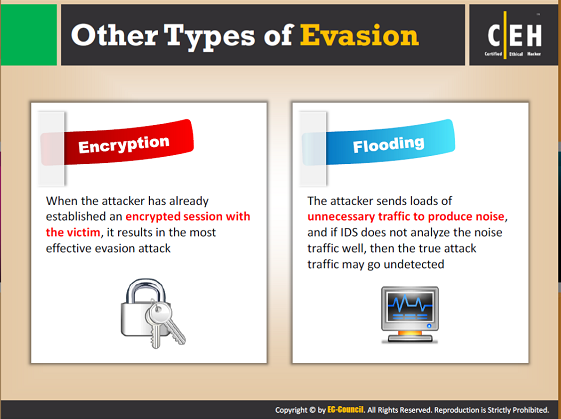 Other Types of Evasion
CEH
Certified Ethical Hacker
Encryption
When the attacker has already
established an encrypted session with
the victim, it results in the most
effective evasion attack
Flooding
The attacker sends loads of
unnecessary traffic to produce noise,
and if IDS does not analyze the noise
traffic well, then the true attack
traffic may go undetected
Copyright © by EC-Council. All Rights Reserved. Reproduction is Strictly Prohibited.